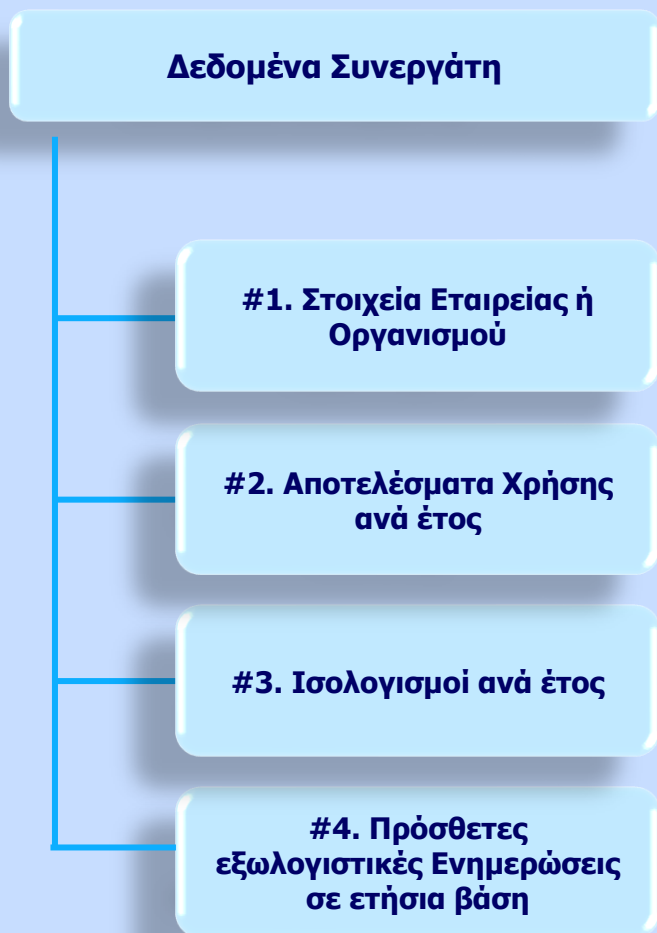 Δεδομένα Συνεργάτη
#1. Στοιχεία Εταιρείας ή
Οργανισμού
#2. Αποτελέσματα Χρήσης
ανά έτος
#3. Ισολογισμοί ανά έτος
#4. Πρόσθετες
εξωλογιστικές Ενημερώσεις
σε ετήσια βάση